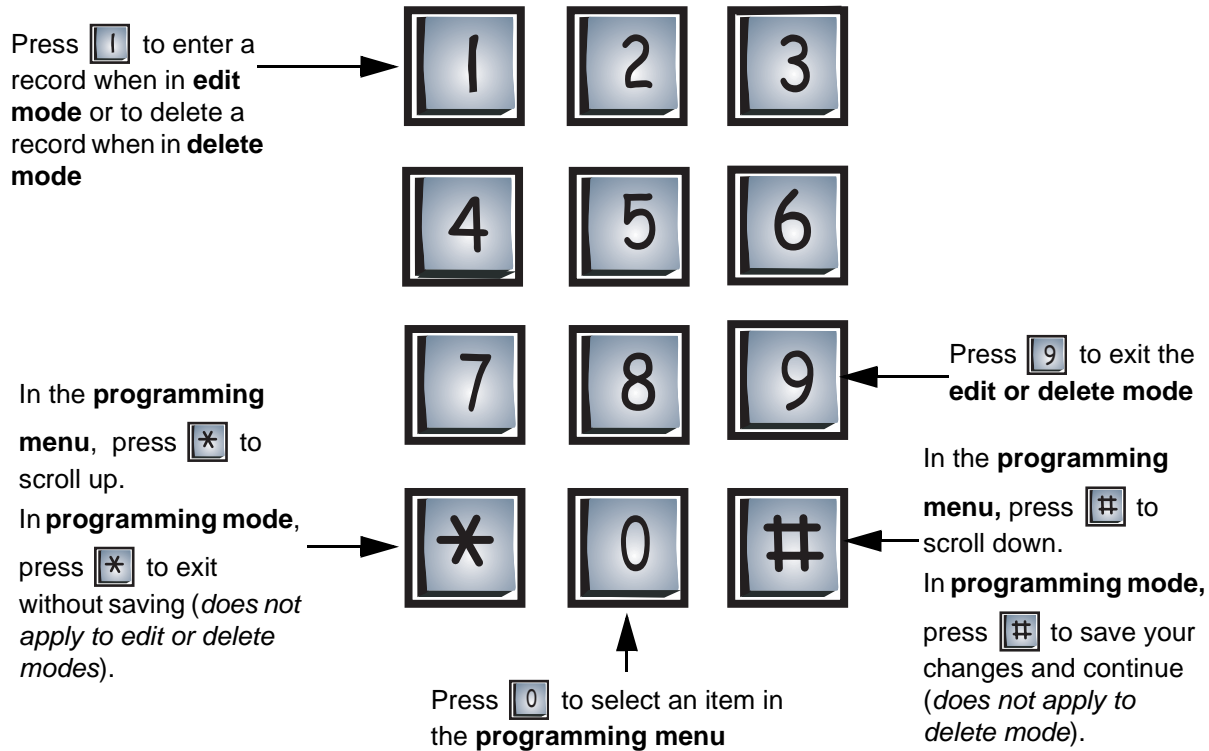 Press 1 to enter a
record when in edit
mode or to delete a
record when in delete
mode
1 2 3
4 5 6
7 8 9
Press 9 to exit the
edit or delete mode
In the programming
menu, press * to
scroll up.
In programming mode,
press * to exit
without saving (does not
apply to edit or delete
modes).
* 0 #
In the programming
menu, press # to
scroll down.
In programming mode,
press # to save your
changes and continue
(does not apply to
delete mode).
Press 0 to select an item in
the programming menu